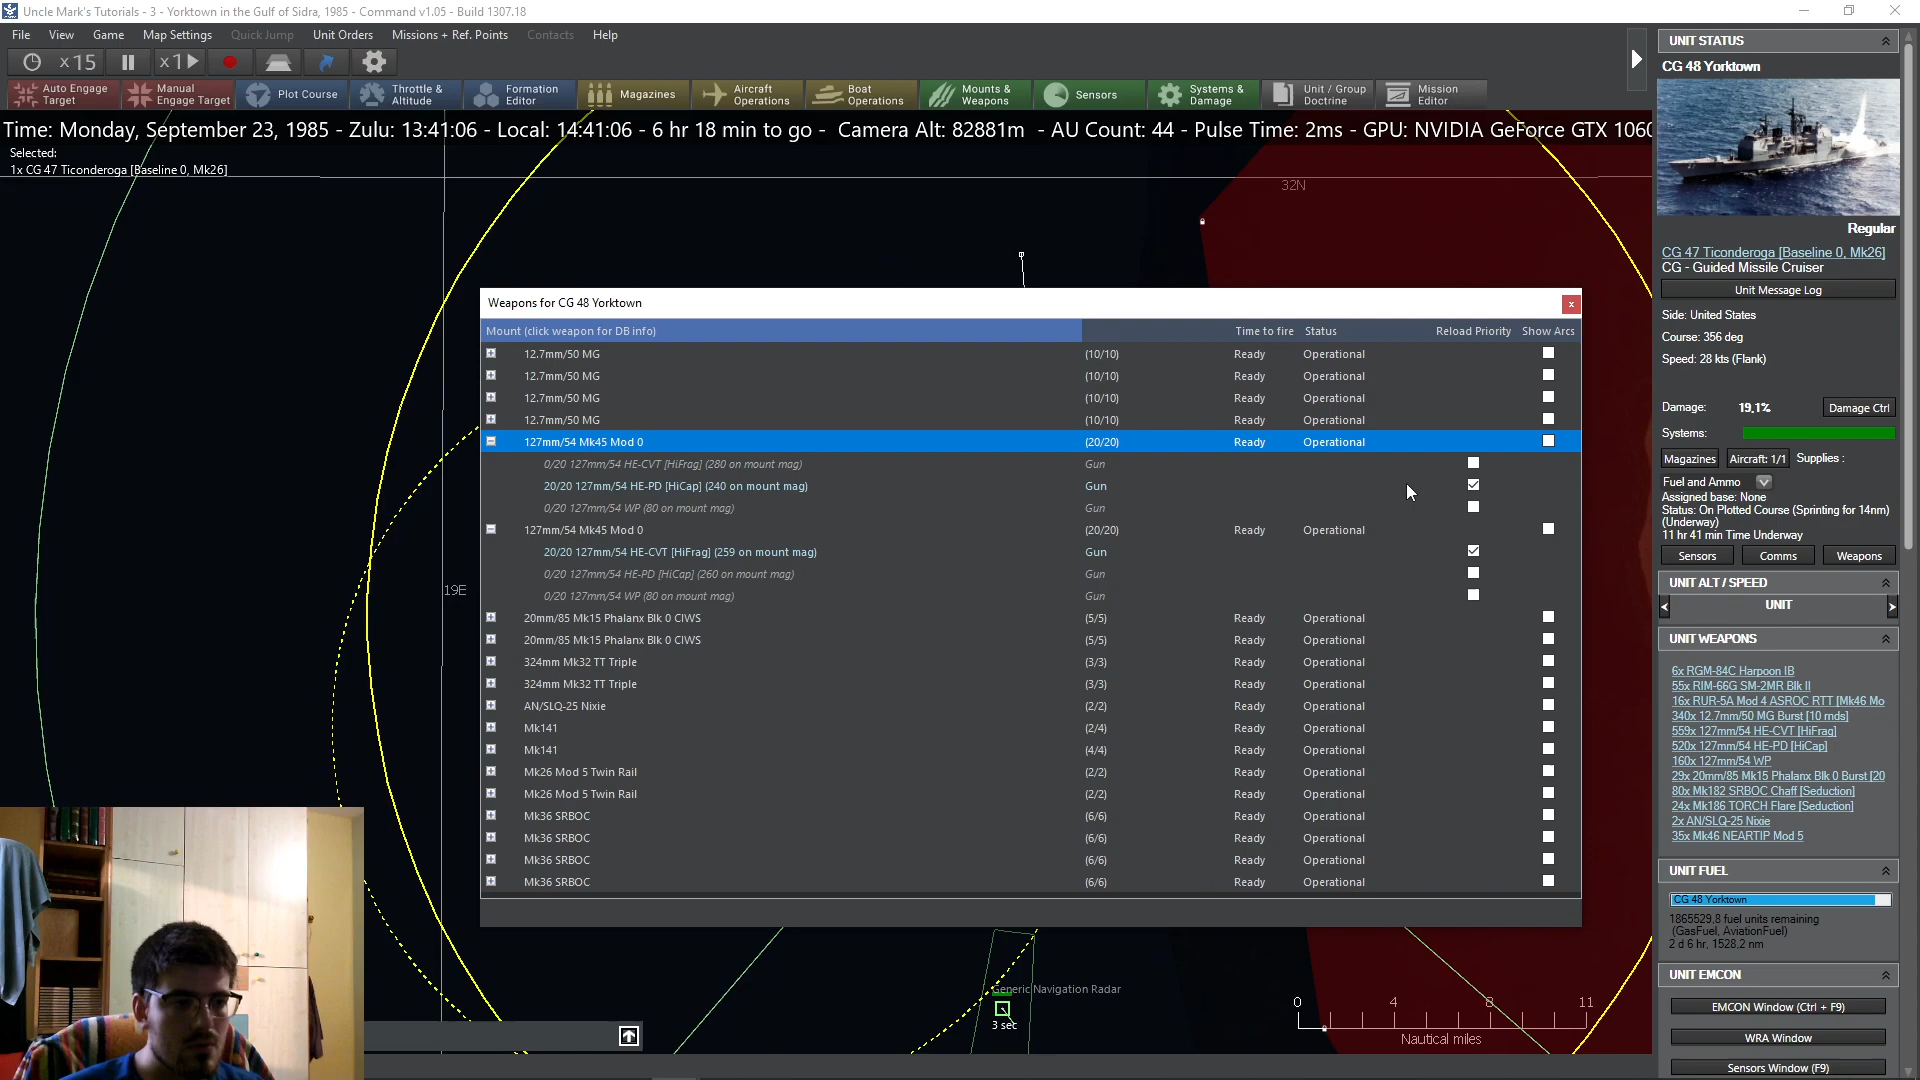 Uncle Mark's Tutorials - 3 - Yorktown in the Gulf of Sidra, 1985 - Command v1.05 - Build 1307.18
File View Game Map Settings Quick Jump Unit Orders Missions + Ref. Points Contacts Help
x 15 x 1
Auto Engage Target
Manual Engage Target
Plot Course
Throttle & Altitude
Formation Editor
Magazines
Aircraft Operations
Boat Operations
Mounts & Weapons
Sensors
Systems & Damage
Unit / Group Doctrine
Mission Editor
Time: Monday, September 23, 1985 - Zulu: 13:41:06 - Local: 14:41:06 - 6 hr 18 min to go - Camera Alt: 82881m - AU Count: 44 - Pulse Time: 2ms - GPU: NVIDIA GeForce GTX 1060
Selected:
1x CG 47 Ticonderoga [Baseline 0, Mk26]
32N
19E
Weapons for CG 48 Yorktown
x
Mount (click weapon for DB info) Time to fire Status Reload Priority Show Arcs
12.7mm/50 MG (10/10) Ready Operational
12.7mm/50 MG (10/10) Ready Operational
12.7mm/50 MG (10/10) Ready Operational
12.7mm/50 MG (10/10) Ready Operational
127mm/54 Mk45 Mod 0 (20/20) Ready Operational
0/20 127mm/54 HE-CVT [HiFrag] (280 on mount mag) Gun
20/20 127mm/54 HE-PD [HiCap] (240 on mount mag) Gun
0/20 127mm/54 WP (80 on mount mag) Gun
127mm/54 Mk45 Mod 0 (20/20) Ready Operational
20/20 127mm/54 HE-CVT [HiFrag] (259 on mount mag) Gun
0/20 127mm/54 HE-PD [HiCap] (260 on mount mag) Gun
0/20 127mm/54 WP (80 on mount mag) Gun
20mm/85 Mk15 Phalanx Blk 0 CIWS (5/5) Ready Operational
20mm/85 Mk15 Phalanx Blk 0 CIWS (5/5) Ready Operational
324mm Mk32 TT Triple (3/3) Ready Operational
324mm Mk32 TT Triple (3/3) Ready Operational
AN/SLQ-25 Nixie (2/2) Ready Operational
Mk141 (2/4) Ready Operational
Mk141 (4/4) Ready Operational
Mk26 Mod 5 Twin Rail (2/2) Ready Operational
Mk26 Mod 5 Twin Rail (2/2) Ready Operational
Mk36 SRBOC (6/6) Ready Operational
Mk36 SRBOC (6/6) Ready Operational
Mk36 SRBOC (6/6) Ready Operational
Mk36 SRBOC (6/6) Ready Operational
Generic Navigation Radar
3 sec
0 4 8 11
Nautical miles
UNIT STATUS
CG 48 Yorktown
Regular
CG 47 Ticonderoga [Baseline 0, Mk26]
CG - Guided Missile Cruiser
Unit Message Log
Side: United States
Course: 356 deg
Speed: 28 kts (Flank)
Damage: 19.1% Damage Ctrl
Systems:
Magazines Aircraft: 1/1 Supplies :
Fuel and Ammo
Assigned base: None
Status: On Plotted Course (Sprinting for 14nm)
(Underway)
11 hr 41 min Time Underway
Sensors Comms Weapons
UNIT ALT / SPEED
< UNIT >
UNIT WEAPONS
6x RGM-84C Harpoon IB
55x RIM-66G SM-2MR Blk II
16x RUR-5A Mod 4 ASROC RTT [Mk46 Mo
340x 12.7mm/50 MG Burst [10 rnds]
559x 127mm/54 HE-CVT [HiFrag]
520x 127mm/54 HE-PD [HiCap]
160x 127mm/54 WP
29x 20mm/85 Mk15 Phalanx Blk 0 Burst [20
80x Mk182 SRBOC Chaff [Seduction]
24x Mk186 TORCH Flare [Seduction]
2x AN/SLQ-25 Nixie
35x Mk46 NEARTIP Mod 5
UNIT FUEL
CG 48 Yorktown
1865529,8 fuel units remaining
(GasFuel, AviationFuel)
2 d 6 hr, 1528,2 nm
UNIT EMCON
EMCON Window (Ctrl + F9)
WRA Window
Sensors Window (F9)